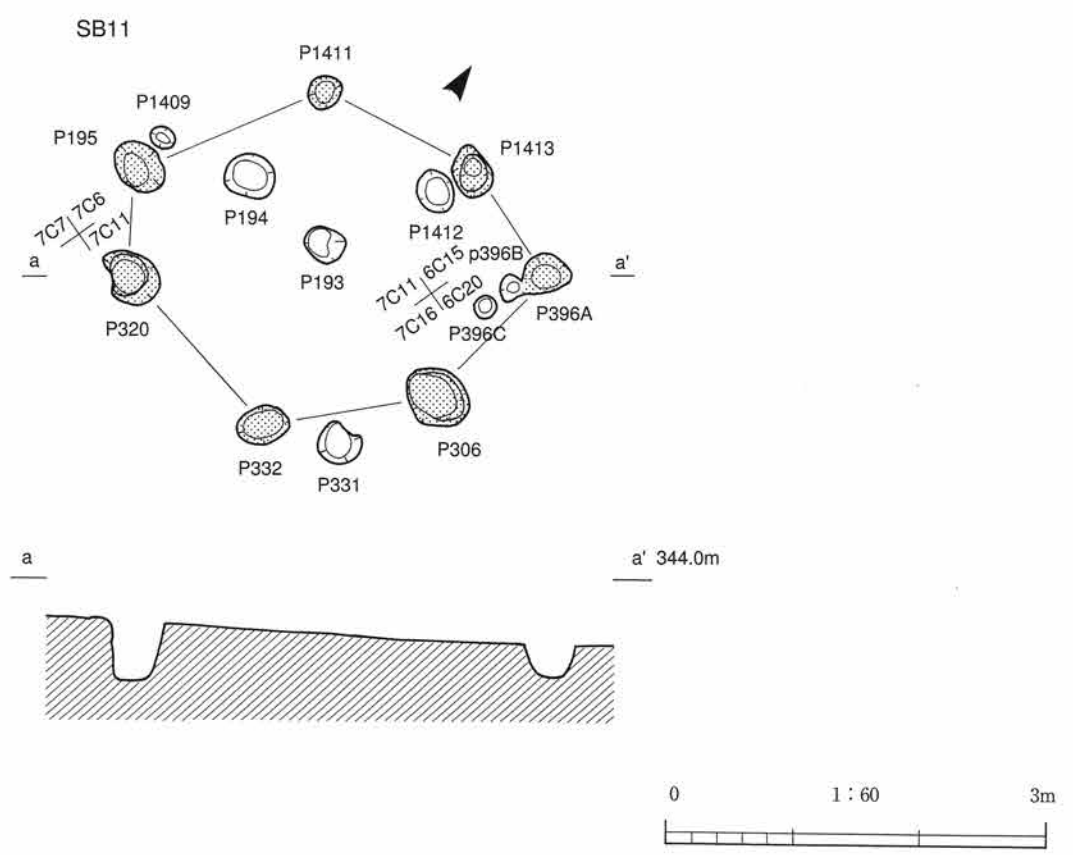 SB11
P1411
P1409
P195
P1413
7C7 7C6
7C11
P194
P1412
a
P193
7C11 6C15
7C16 6C20
p396B
a'
P320
P396C
P396A
P332
P331
P306
a
a' 344.0m
0 1:60 3m